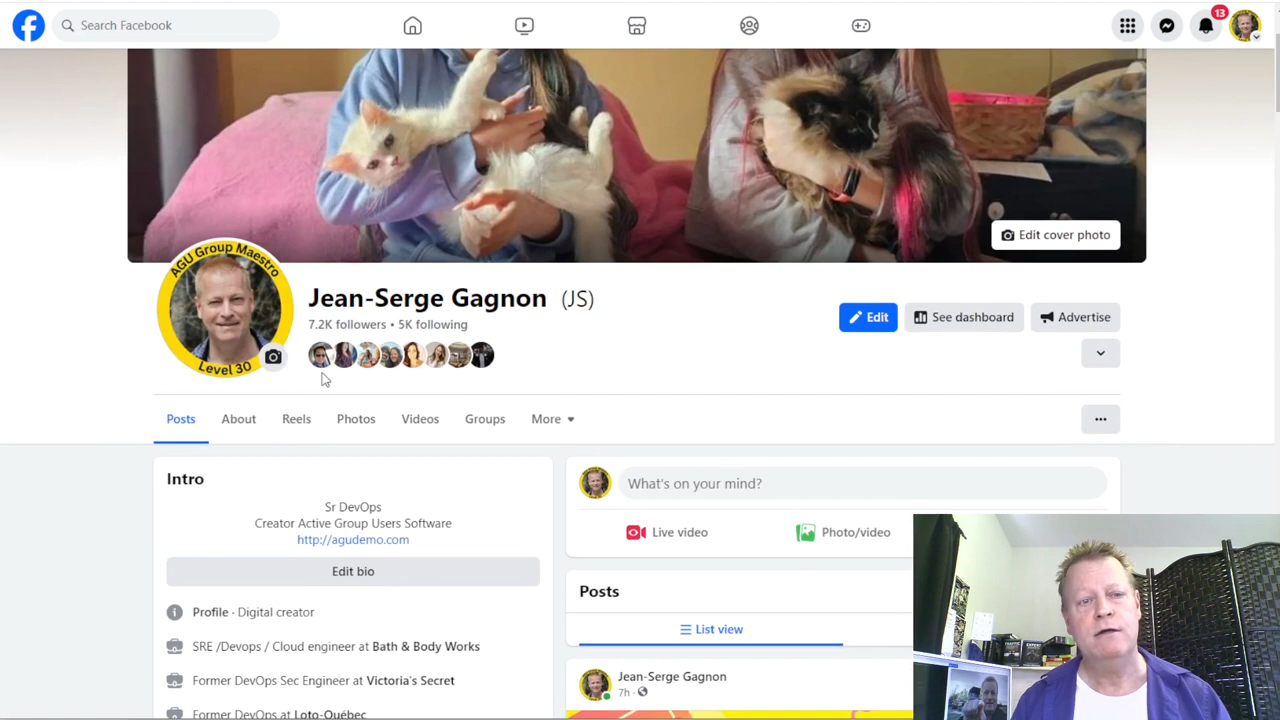 Search Facebook
13
Edit cover photo
AGU Group Maestro
Level 30
Jean-Serge Gagnon (JS)
7.2K followers • 5K following
Edit
See dashboard
Advertise
Posts
About
Reels
Photos
Videos
Groups
More
Intro
Sr DevOps
Creator Active Group Users Software
http://agudemo.com
Edit bio
Profile · Digital creator
SRE /Devops / Cloud engineer at Bath & Body Works
Former DevOps Sec Engineer at Victoria's Secret
Former DevOps at Loto-Québec
What's on your mind?
Live video
Photo/video
Posts
List view
Jean-Serge Gagnon
7h ·